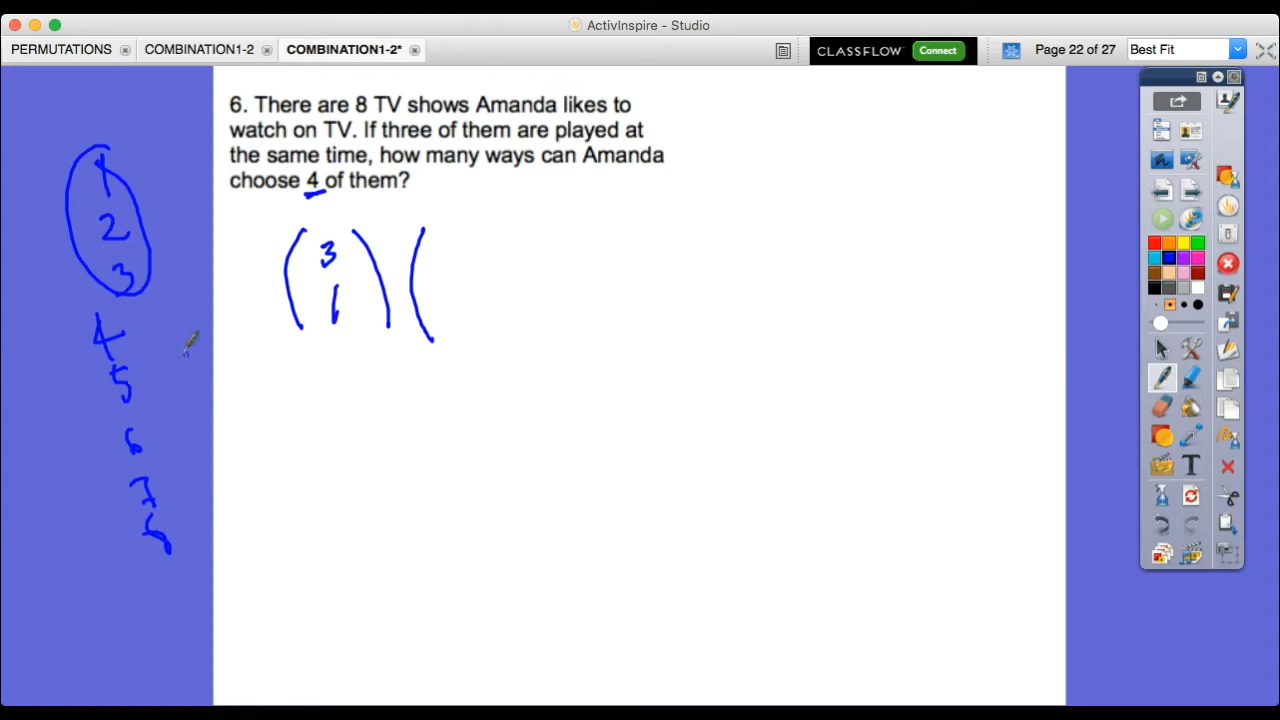 ActivInspire - Studio
PERMUTATIONS COMBINATION1-2 COMBINATION1-2*
CLASSFLOW Connect Page 22 of 27 Best Fit
6. There are 8 TV shows Amanda likes to
watch on TV. If three of them are played at
the same time, how many ways can Amanda
choose 4 of them?
1
2
3
4
5
6
7
8
( 3 ) (
1
T